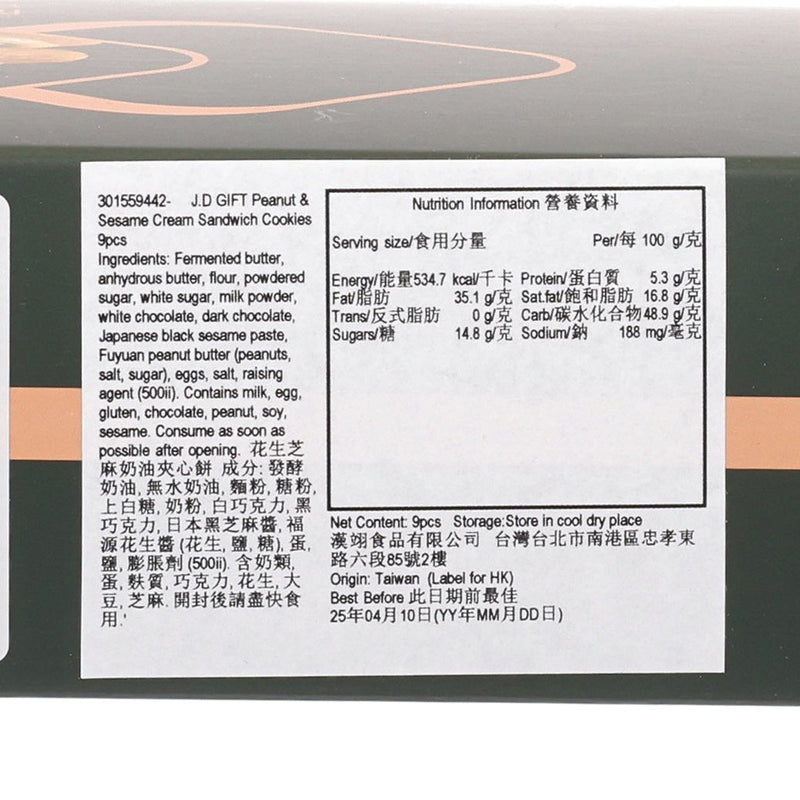 301559442- J.D GIFT Peanut &
Sesame Cream Sandwich Cookies
9pcs
Ingredients: Fermented butter,
anhydrous butter, flour, powdered
sugar, white sugar, milk powder,
white chocolate, dark chocolate,
Japanese black sesame paste,
Fuyuan peanut butter (peanuts,
salt, sugar), eggs, salt, raising
agent (500ii). Contains milk, egg,
gluten, chocolate, peanut, soy,
sesame. Consume as soon as
possible after opening. 花生芝
麻奶油夾心餅 成分: 發酵
奶油, 無水奶油, 麵粉, 糖粉,
上白糖, 奶粉, 白巧克力, 黑
巧克力, 日本黑芝麻醬, 福
源花生醬 (花生, 鹽, 糖), 蛋,
鹽, 膨脹劑 (500ii). 含奶類,
蛋, 麩質, 巧克力, 花生, 大
豆, 芝麻. 開封後請盡快食
用.'
Nutrition Information 營養資料
Serving size/食用分量 Per/每 100 g/克
Energy/能量534.7 kcal/千卡 Protein/蛋白質 5.3 g/克
Fat/脂肪 35.1 g/克 Sat.fat/飽和脂肪 16.8 g/克
Trans/反式脂肪 0 g/克 Carb/碳水化合物 48.9 g/克
Sugars/糖 14.8 g/克 Sodium/鈉 188 mg/毫克
Net Content: 9pcs Storage:Store in cool dry place
漢翊食品有限公司 台灣台北市南港區忠孝東
路六段85號2樓
Origin: Taiwan (Label for HK)
Best Before 此日期前最佳
25年04月10日(YY年MM月DD日)